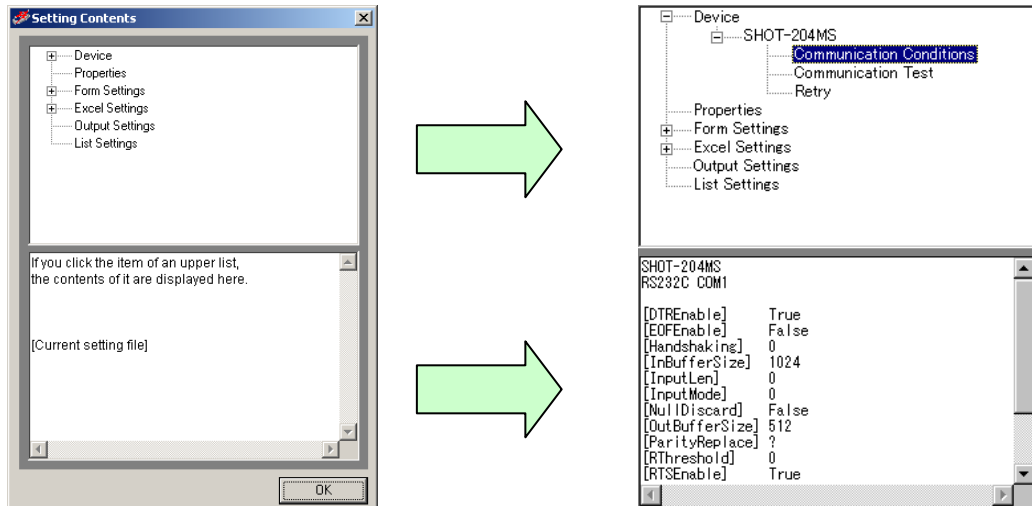 Setting Contents
Device
Properties
Form Settings
Excel Settings
Output Settings
List Settings
If you click the item of an upper list,
the contents of it are displayed here.
[Current setting file]
OK
Device
SHOT-204MS
Communication Conditions
Communication Test
Retry
Properties
Form Settings
Excel Settings
Output Settings
List Settings
SHOT-204MS
RS232C COM1
[DTREnable] True
[EOFEnable] False
[Handshaking] 0
[InBufferSize] 1024
[InputLen] 0
[InputMode] 0
[NullDiscard] False
[OutBufferSize] 512
[ParityReplace] ?
[RThreshold] 0
[RTSEnable] True